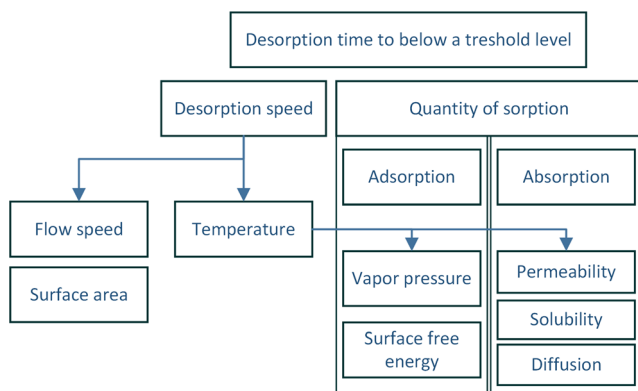 Desorption time to below a treshold level
Desorption speed
Quantity of sorption
Adsorption
Absorption
Flow speed
Temperature
Surface area
Vapor pressure
Permeability
Surface free
energy
Solubility
Diffusion